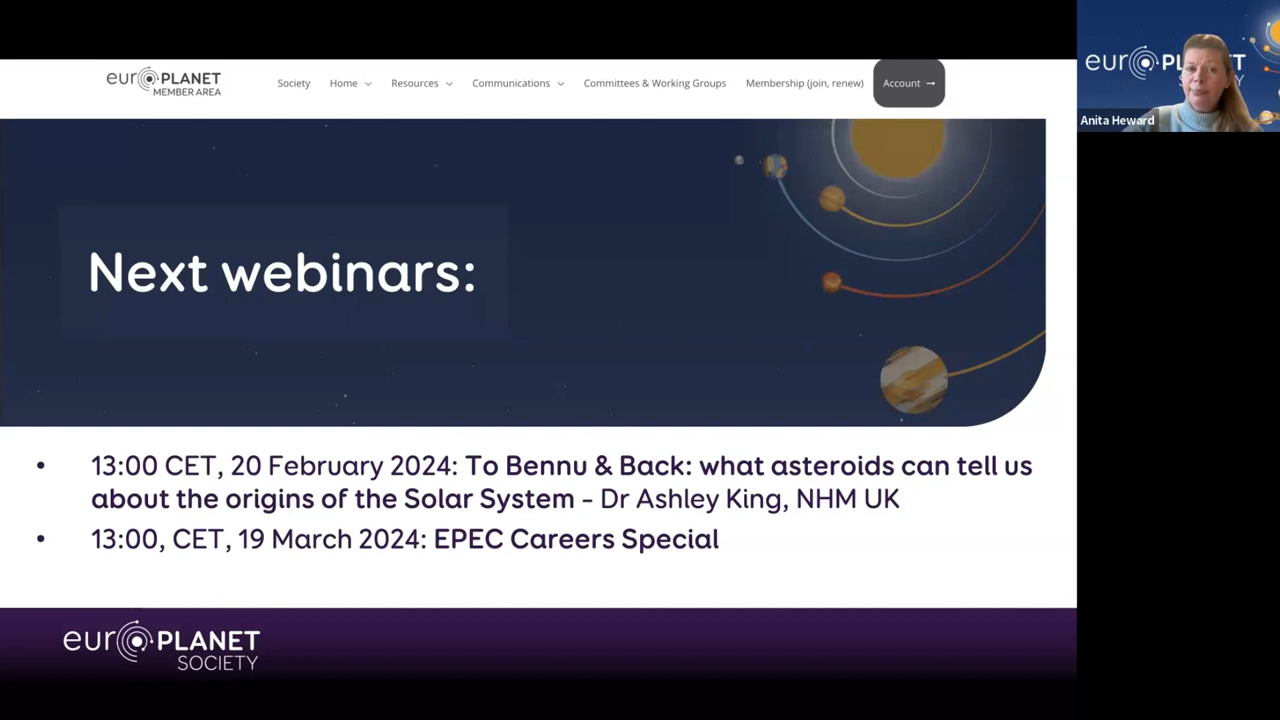 eur PLANET
MEMBER AREA
Society Home Resources Communications Committees & Working Groups Membership (join, renew) Account →
eur PL
Anita Heward
Next webinars:
• 13:00 CET, 20 February 2024: To Bennu & Back: what asteroids can tell us
about the origins of the Solar System – Dr Ashley King, NHM UK
• 13:00, CET, 19 March 2024: EPEC Careers Special
eur PLANET
SOCIETY